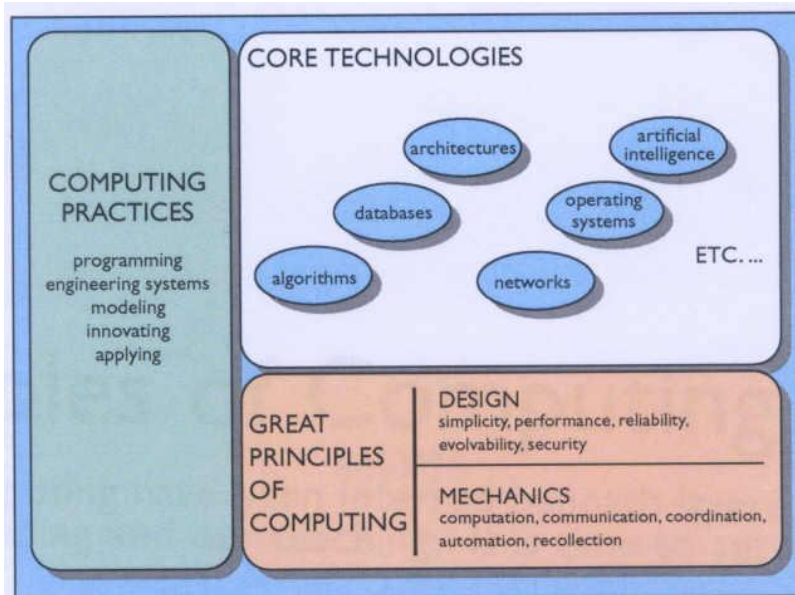 COMPUTING
PRACTICES
programming
engineering systems
modeling
innovating
applying
CORE TECHNOLOGIES
architectures
artificial
intelligence
databases
operating
systems
algorithms
networks
ETC. ...
GREAT
PRINCIPLES
OF
COMPUTING
DESIGN
simplicity, performance, reliability,
evolvability, security
MECHANICS
computation, communication, coordination,
automation, recollection